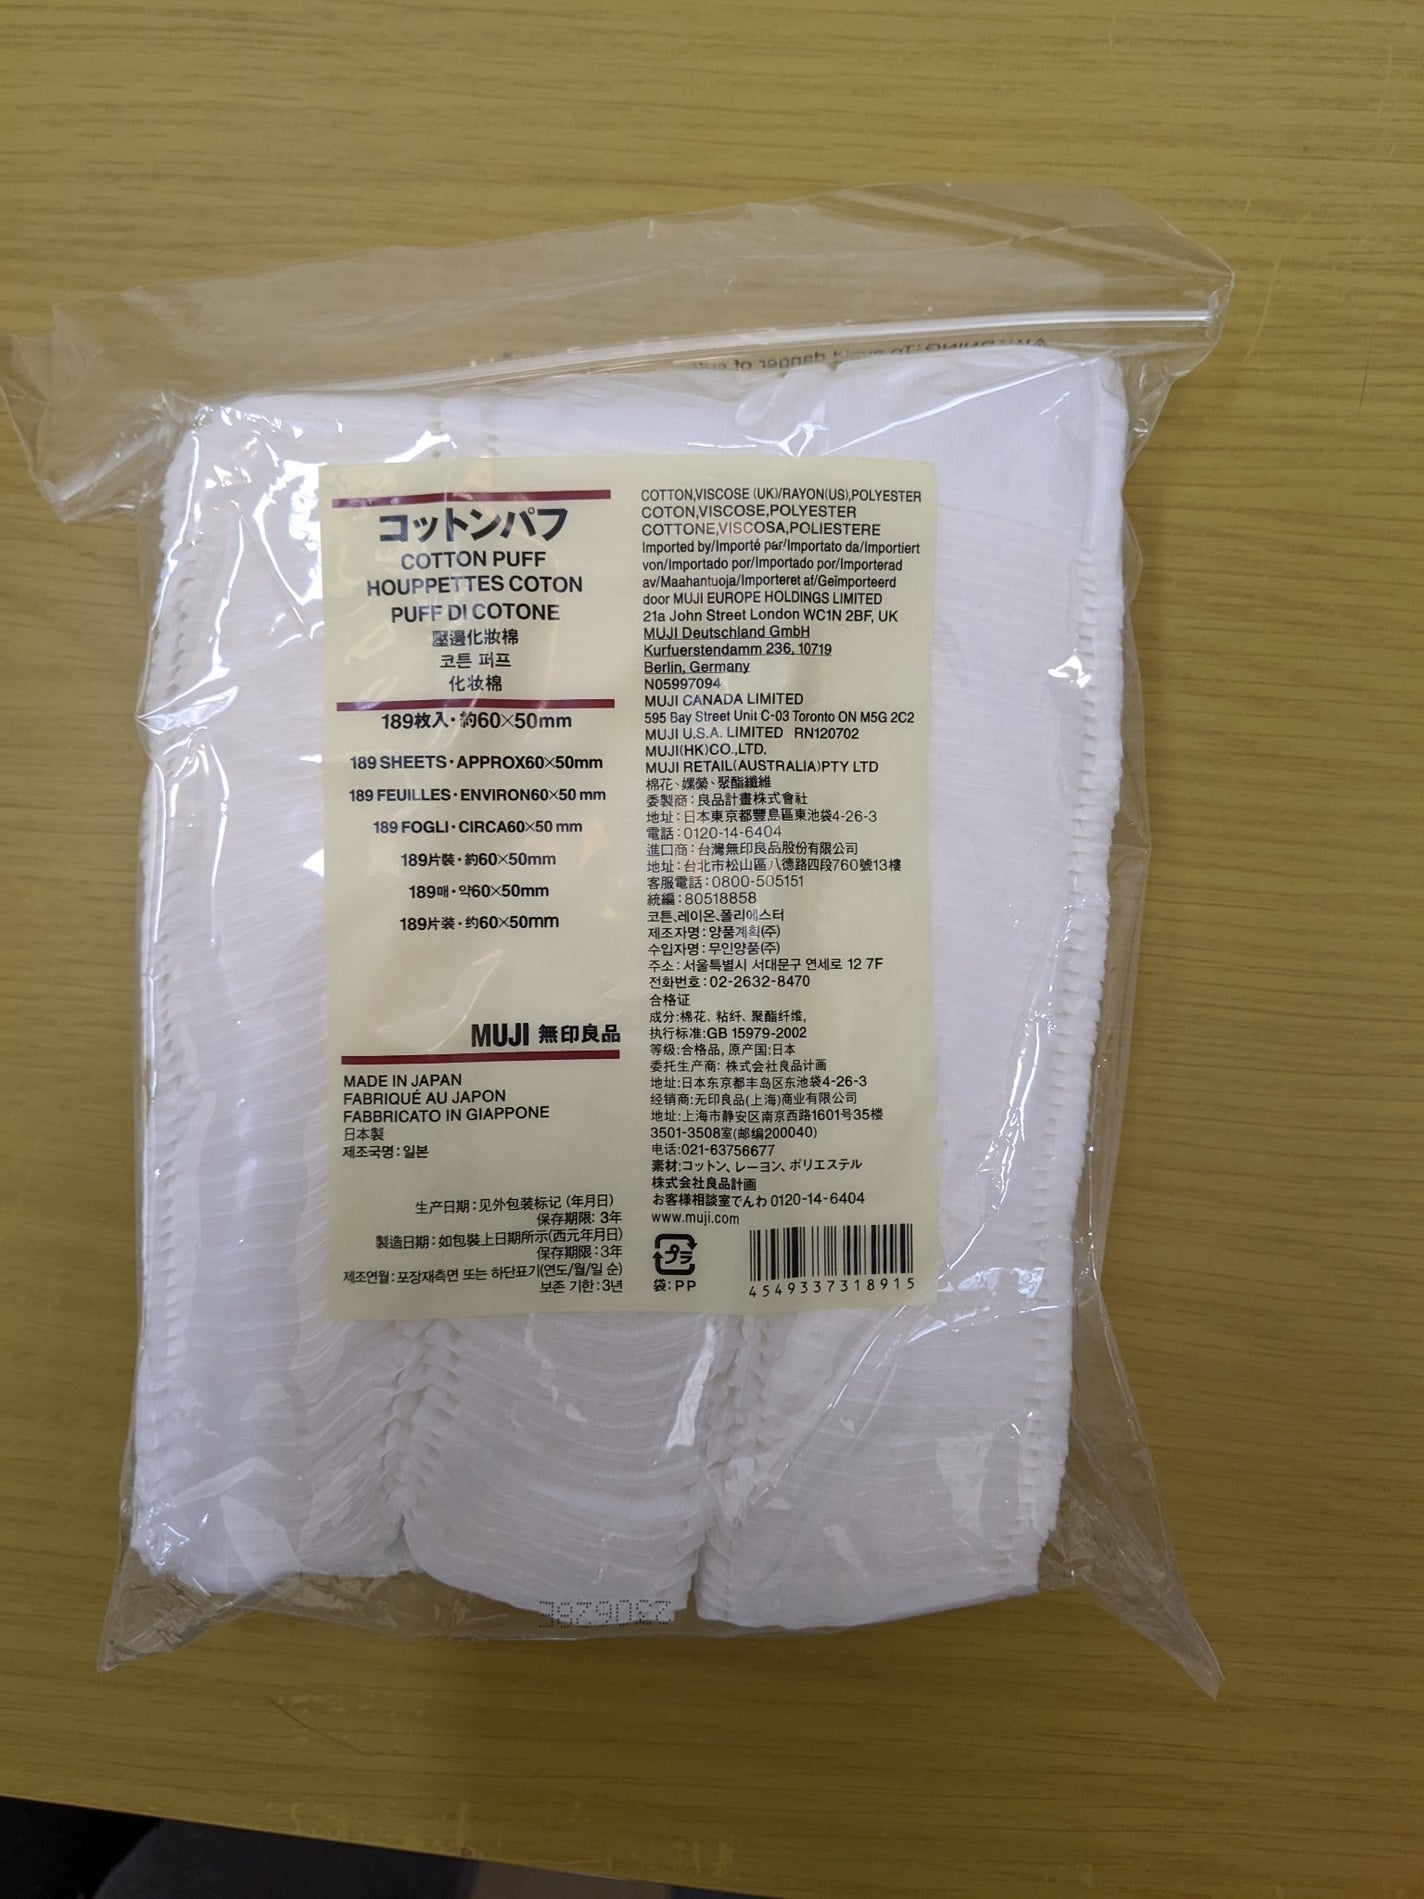 コットンパフ
COTTON PUFF
HOUPPETTES COTON
PUFF DI COTONE
壓邊化妝棉
코튼 퍼프
化妆棉
189枚入・約60×50mm
189 SHEETS・APPROX60×50mm
189 FEUILLES・ENVIRON60×50 mm
189 FOGLI・CIRCA60×50 mm
189片裝・約60×50mm
189매・약60×50mm
189片装・约60×50mm
MUJI 無印良品
MADE IN JAPAN
FABRIQUÉ AU JAPON
FABBRICATO IN GIAPPONE
日本製
제조국명:일본
生产日期:见外包装标记 (年月日)
保存期限: 3年
製造日期:如包裝上日期所示(西元年月日)
保存期限:3年
제조연월:포장재측면 또는 하단표기(연도/월/일 순)
보존 기한:3년
COTTON,VISCOSE (UK)/RAYON(US),POLYESTER
COTON,VISCOSE,POLYESTER
COTTONE,VISCOSA,POLIESTERE
Imported by/Importé par/Importato da/Importiert
von/Importado por/Importado por/Importerad
av/Maahantuoja/Importeret af/Geïmporteerd
door MUJI EUROPE HOLDINGS LIMITED
21a John Street London WC1N 2BF, UK
MUJI Deutschland GmbH
Kurfuerstendamm 236, 10719
Berlin, Germany
N05997094
MUJI CANADA LIMITED
595 Bay Street Unit C-03 Toronto ON M5G 2C2
MUJI U.S.A. LIMITED RN120702
MUJI(HK)CO.,LTD.
MUJI RETAIL(AUSTRALIA)PTY LTD
棉花、嫘縈、聚酯纖維
委製商:良品計畫株式會社
地址:日本東京都豐島區東池袋4-26-3
電話:0120-14-6404
進口商:台灣無印良品股份有限公司
地址:台北市松山區八德路四段760號13樓
客服電話:0800-505151
統編:80518858
코튼、레이온、폴리에스터
제조자명:양품계획(주)
수입자명:무인양품(주)
주소:서울특별시 서대문구 연세로 12 7F
전화번호:02-2632-8470
合格证
成分:棉花、粘纤、聚酯纤维,
执行标准:GB 15979-2002
等级:合格品, 原产国:日本
委托生产商: 株式会社良品计画
地址:日本东京都丰岛区东池袋4-26-3
经销商:无印良品(上海)商业有限公司
地址:上海市静安区南京西路1601号35楼
3501-3508室(邮编200040)
电话:021-63756677
素材:コットン、レーヨン、ポリエステル
株式会社良品計画
お客様相談室でんわ 0120-14-6404
www.muji.com
プラ
袋:PP
4549337318915
230628E